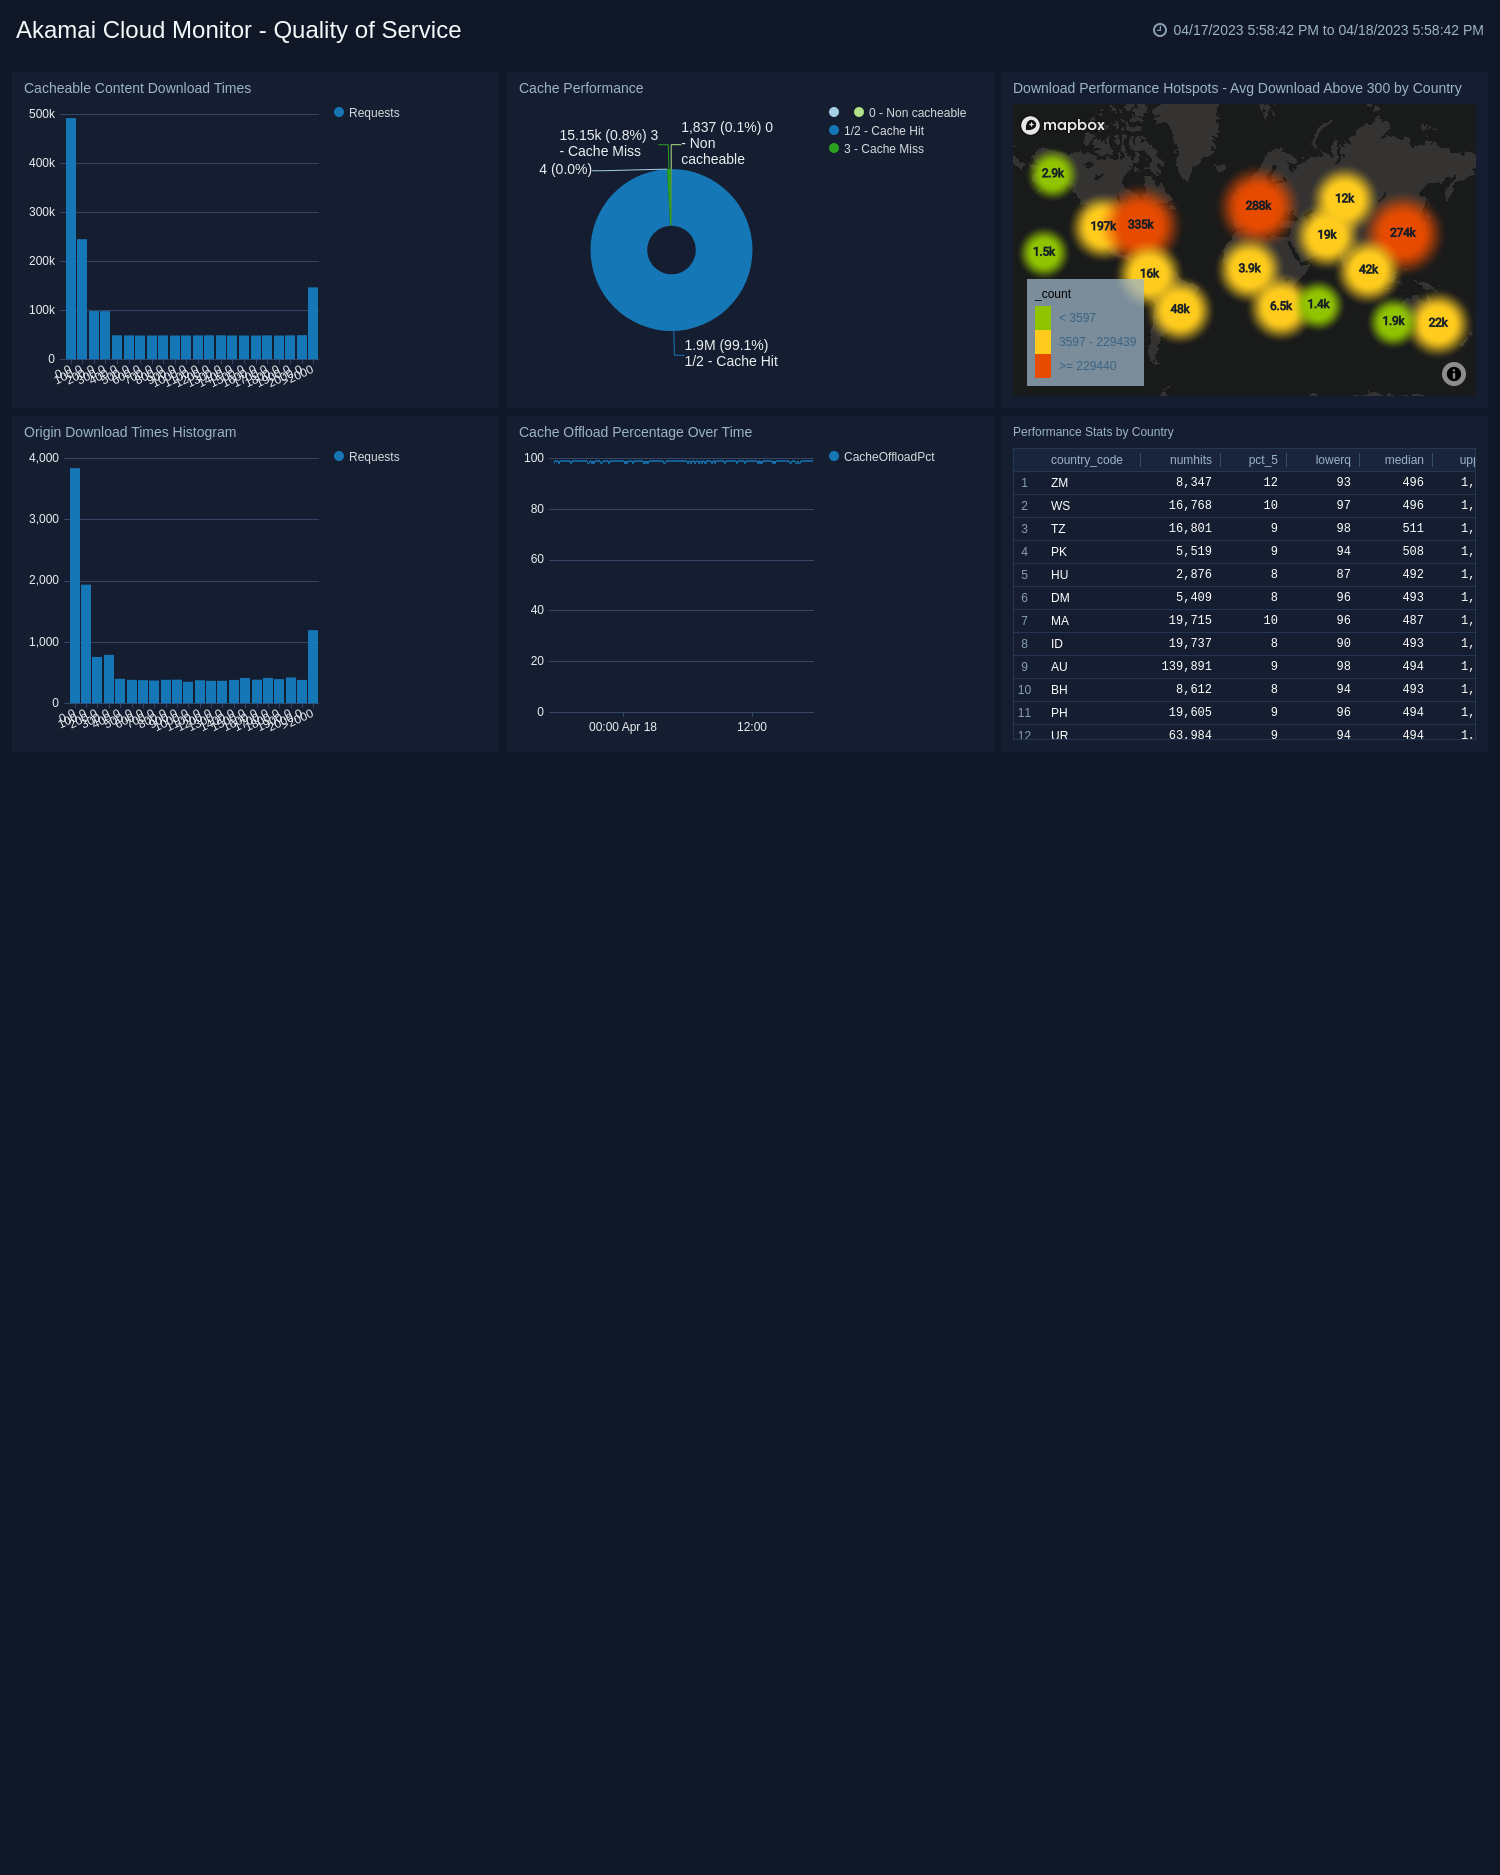 Akamai Cloud Monitor - Quality of Service
04/17/2023 5:58:42 PM to 04/18/2023 5:58:42 PM
Cacheable Content Download Times
500k
400k
300k
200k
100k
0
Requests
Cache Performance
15.15k (0.8%) 3
- Cache Miss
1,837 (0.1%) 0
- Non
cacheable
4 (0.0%)
1.9M (99.1%)
1/2 - Cache Hit
0 - Non cacheable
1/2 - Cache Hit
3 - Cache Miss
Download Performance Hotspots - Avg Download Above 300 by Country
mapbox
2.9k
197k
335k
1.5k
16k
48k
288k
12k
19k
274k
3.9k
42k
6.5k
1.4k
1.9k
22k
_count
< 3597
3597 - 229439
>= 229440
Origin Download Times Histogram
4,000
3,000
2,000
1,000
0
Requests
Cache Offload Percentage Over Time
100
80
60
40
20
0
00:00 Apr 18
12:00
CacheOffloadPct
Performance Stats by Country
country_code numhits pct_5 lowerq median upp
1 ZM 8,347 12 93 496 1,
2 WS 16,768 10 97 496 1,
3 TZ 16,801 9 98 511 1,
4 PK 5,519 9 94 508 1,
5 HU 2,876 8 87 492 1,
6 DM 5,409 8 96 493 1,
7 MA 19,715 10 96 487 1,
8 ID 19,737 8 90 493 1,
9 AU 139,891 9 98 494 1,
10 BH 8,612 8 94 493 1,
11 PH 19,605 9 96 494 1,
12 UR 63,984 9 94 494 1,